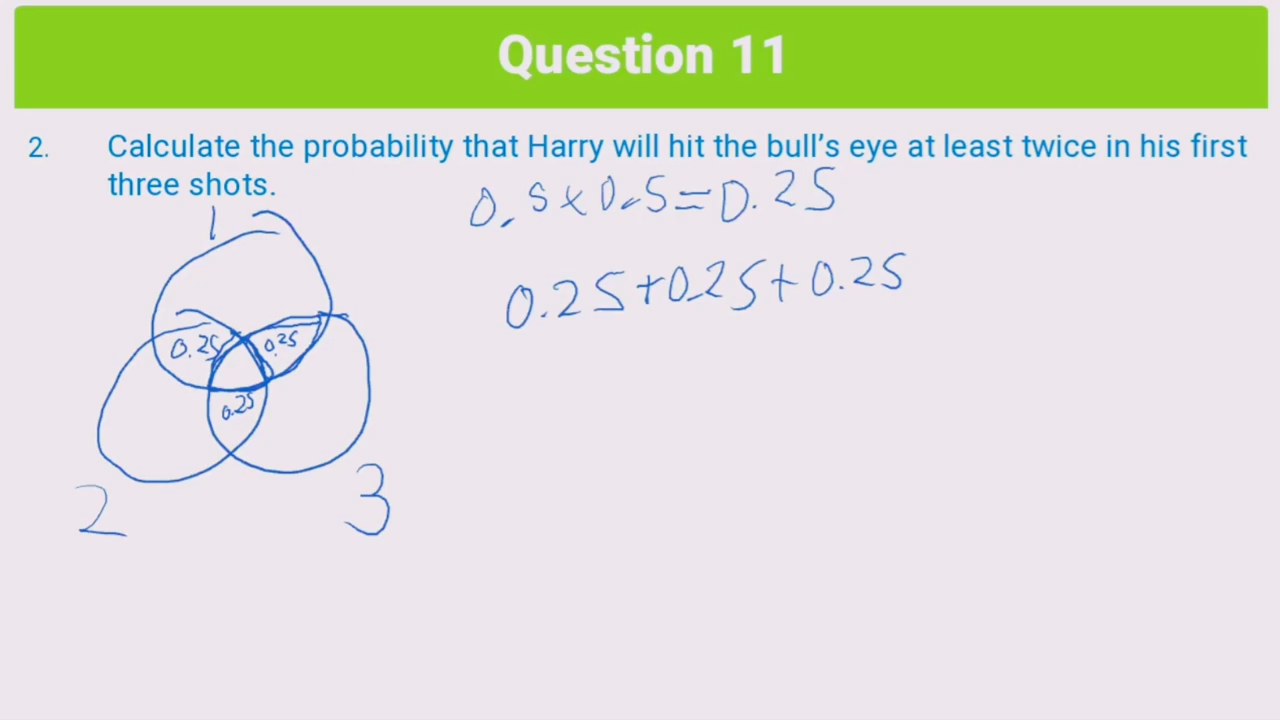 Question 11
2. Calculate the probability that Harry will hit the bull's eye at least twice in his first
three shots.
0.5×0.5=0.25
1
0.25+0.25+0.25
0.25 0.25
0.25
2 3